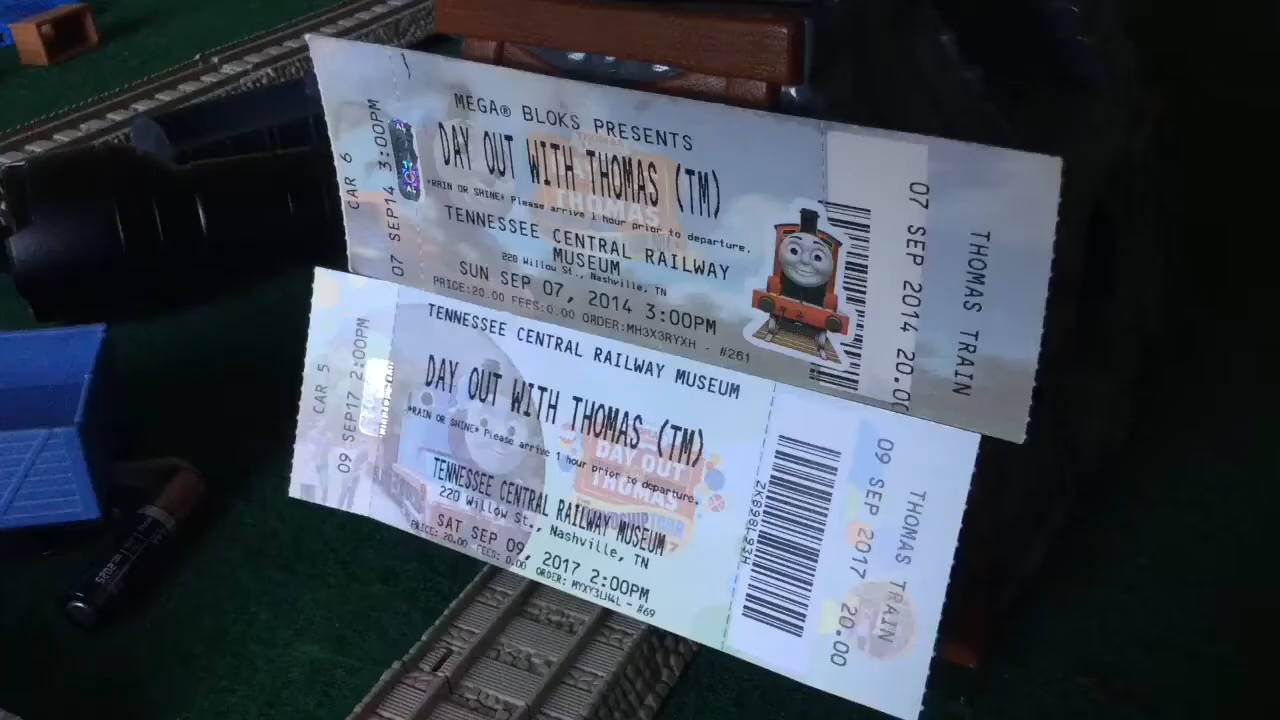 CAR 6
07 SEP14 3:00PM
MEGA® BLOKS PRESENTS
DAY OUT WITH THOMAS (TM)
*RAIN OR SHINE* Please arrive 1 hour prior to departure.
TENNESSEE CENTRAL RAILWAY
MUSEUM
220 Willow St., Nashville, TN
SUN SEP 07, 2014 3:00PM
PRICE:20.00 FEES:0.00 ORDER:MH3X3RYXH - #261
07 SEP 2014 20.00
THOMAS TRAIN
CAR 5
09 SEP17 2:00PM
TENNESSEE CENTRAL RAILWAY MUSEUM
DAY OUT WITH THOMAS (TM)
*RAIN OR SHINE* Please arrive 1 hour prior to departure.
TENNESSEE CENTRAL RAILWAY MUSEUM
220 Willow St., Nashville, TN
SAT SEP 09, 2017 2:00PM
PRICE: 20.00 FEES: 0.00 ORDER: MYXY3LH4L - #69
DAY OUT
THOMAS
ZK898L93H
09 SEP 2017 20.00
THOMAS TRAIN